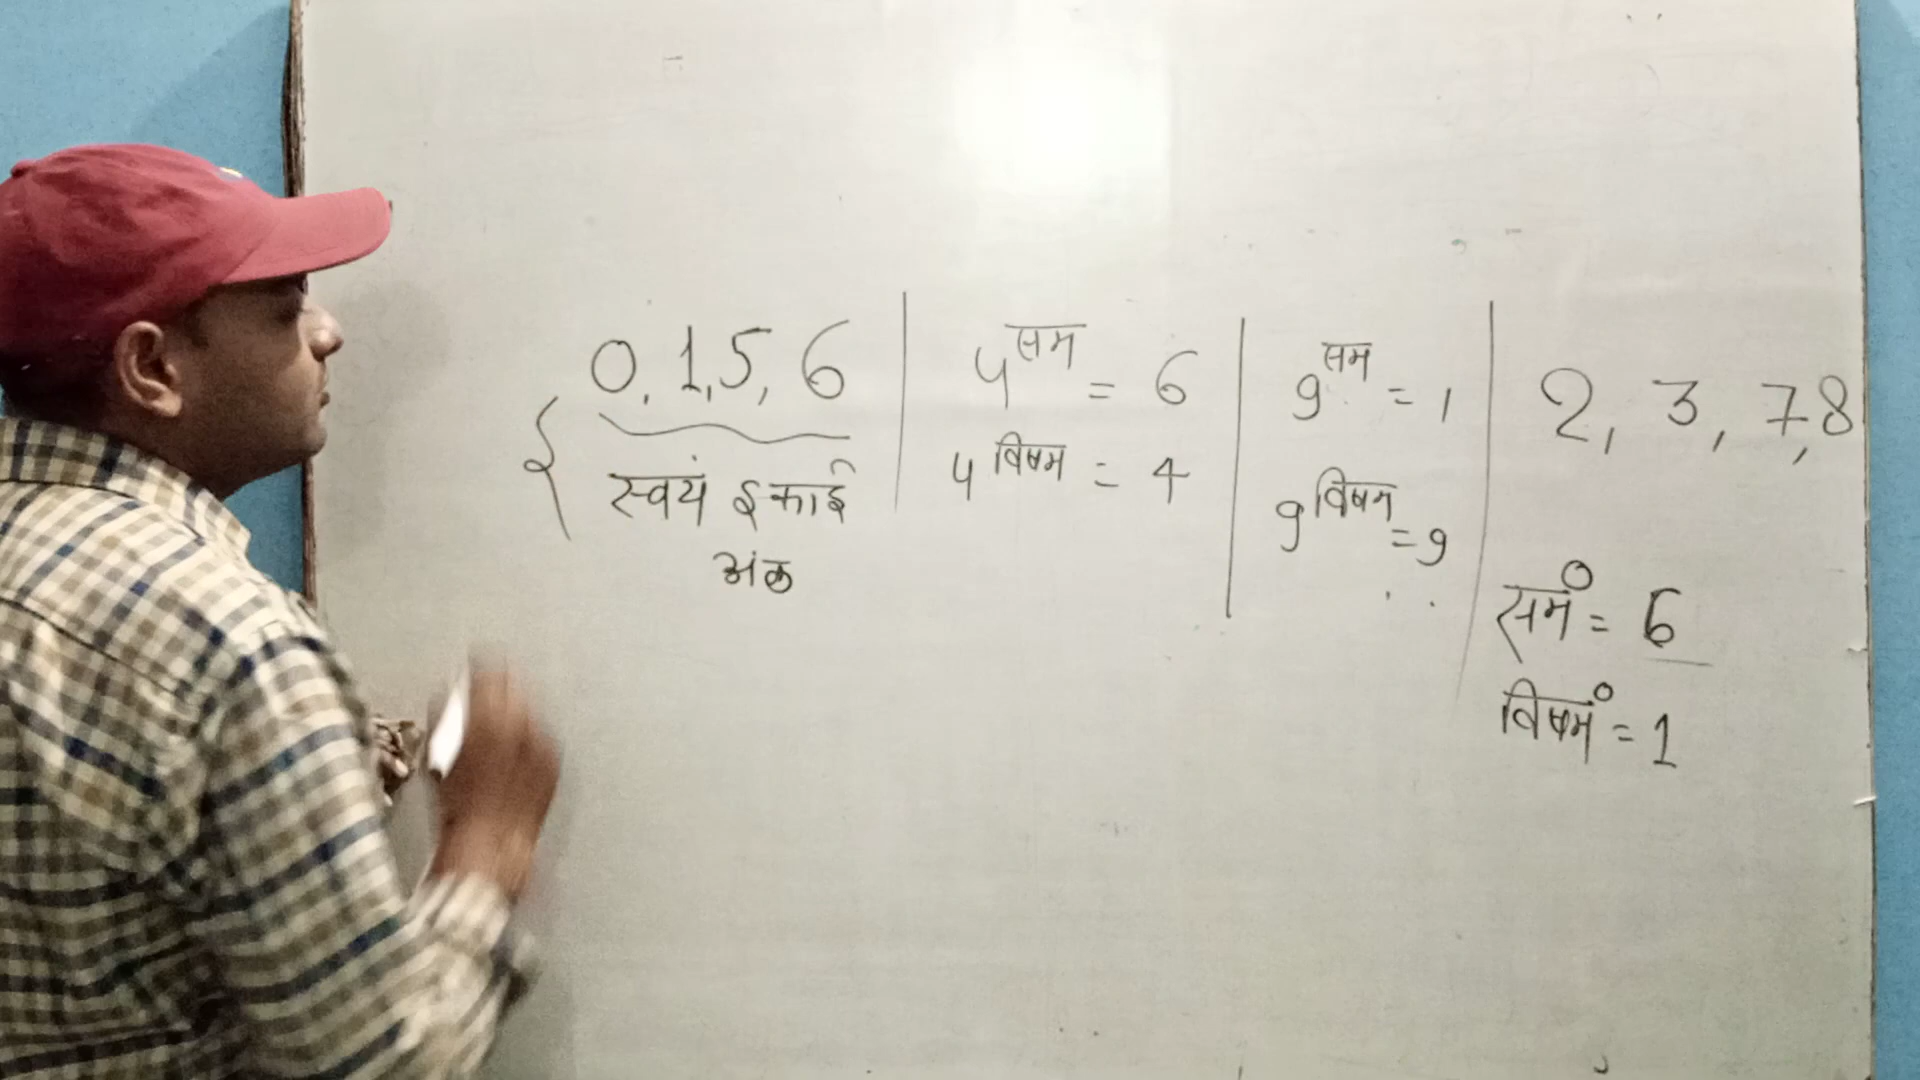 0, 1, 5, 6
स्वयं इकाई
अंक
4^सम = 6
4^विषम = 4
9^सम = 1
9^विषम = 9
2, 3, 7, 8
सम^0 = 6
विषम^0 = 1